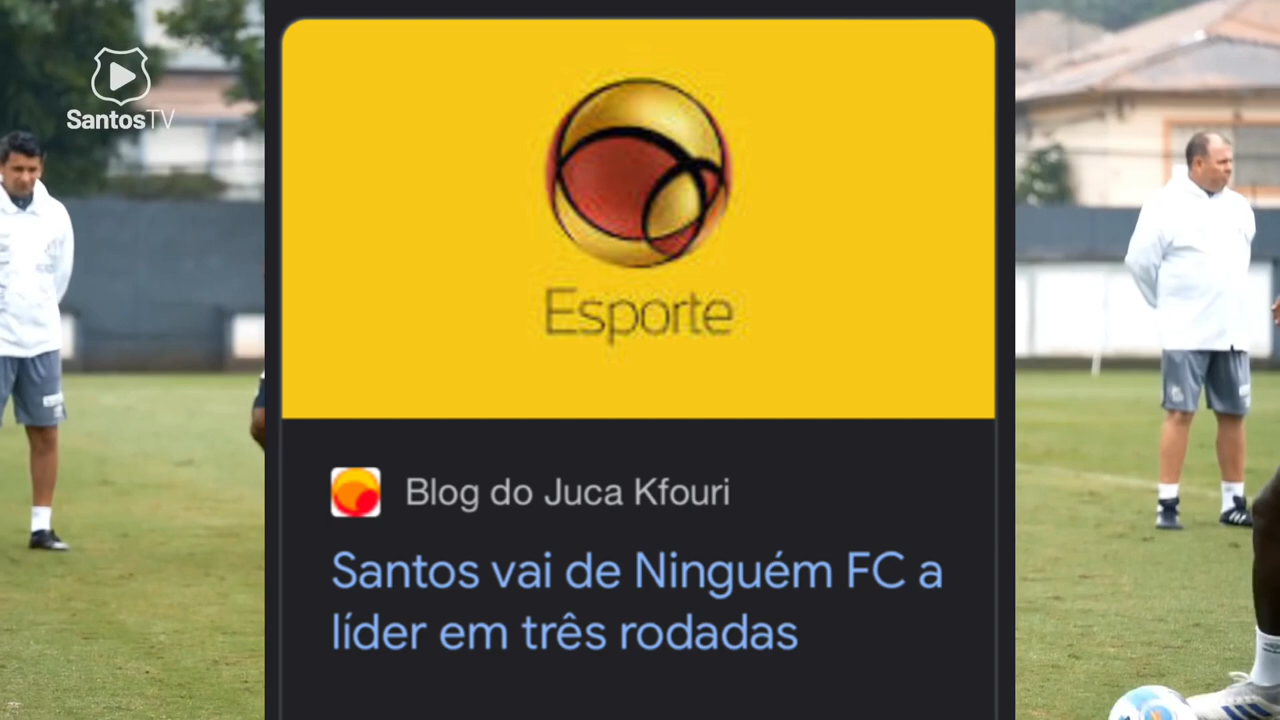 SantosTV
Esporte
Blog do Juca Kfouri
Santos vai de Ninguém FC a
líder em três rodadas